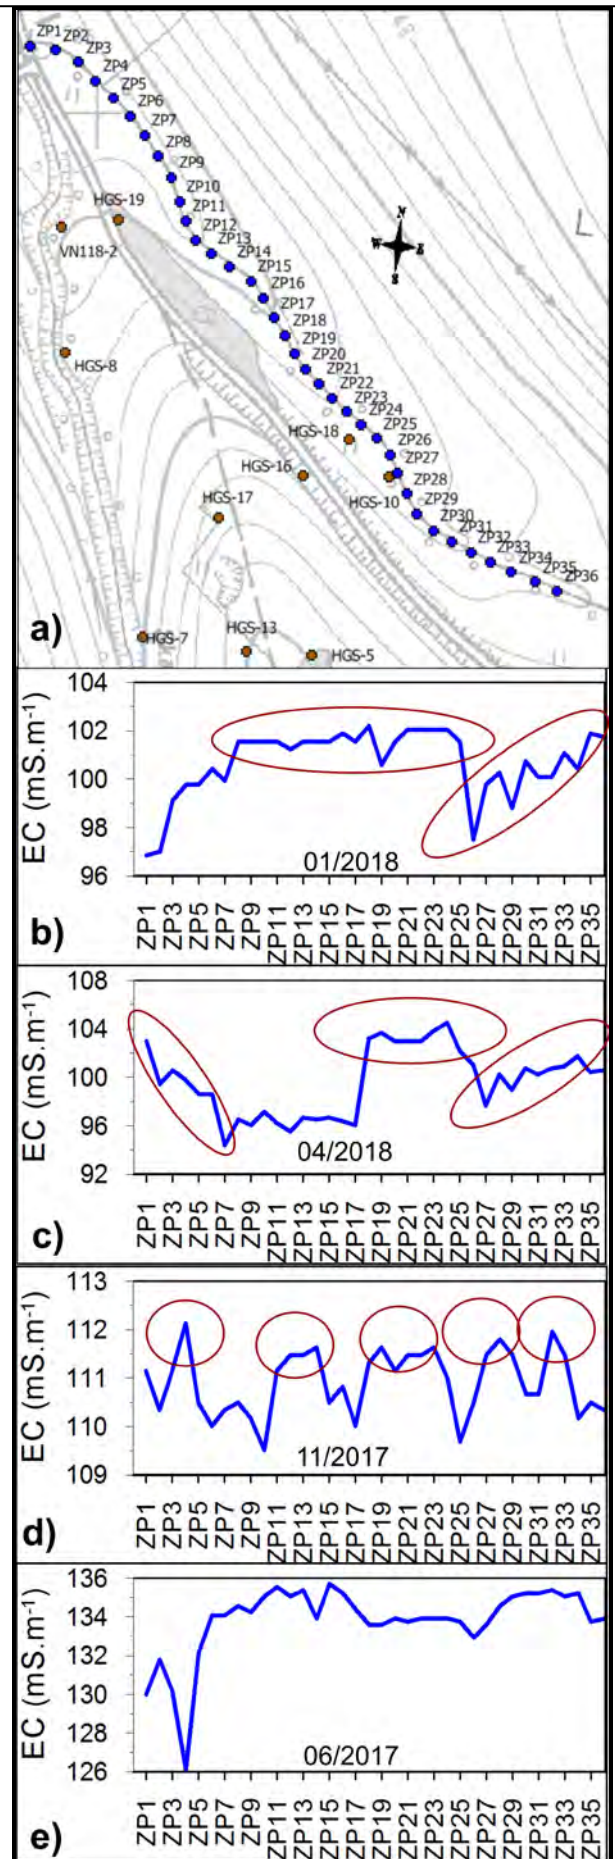 ZP1
ZP2
ZP3
ZP4
ZP5
ZP6
ZP7
ZP8
ZP9
HGS-19
ZP10
ZP11
ZP12
ZP13
VN118-2
ZP14
ZP15
ZP16
ZP17
ZP18
ZP19
ZP20
HGS-8
ZP21
ZP22
ZP23
ZP24
HGS-18
ZP25
ZP26
HGS-16
ZP27
ZP28
HGS-10
HGS-17
ZP29
ZP30
ZP31
ZP32
ZP33
ZP34
ZP35
ZP36
HGS-7
HGS-13
HGS-5
N
W E
S
a)
104
102
100
98
96
EC (mS.m-1)
01/2018
ZP1 ZP3 ZP5 ZP7 ZP9 ZP11 ZP13 ZP15 ZP17 ZP19 ZP21 ZP23 ZP25 ZP27 ZP29 ZP31 ZP33 ZP35
b)
108
104
100
96
92
EC (mS.m-1)
04/2018
ZP1 ZP3 ZP5 ZP7 ZP9 ZP11 ZP13 ZP15 ZP17 ZP19 ZP21 ZP23 ZP25 ZP27 ZP29 ZP31 ZP33 ZP35
c)
113
112
111
110
109
EC (mS.m-1)
11/2017
ZP1 ZP3 ZP5 ZP7 ZP9 ZP11 ZP13 ZP15 ZP17 ZP19 ZP21 ZP23 ZP25 ZP27 ZP29 ZP31 ZP33 ZP35
d)
136
134
132
130
128
126
EC (mS.m-1)
06/2017
ZP1 ZP3 ZP5 ZP7 ZP9 ZP11 ZP13 ZP15 ZP17 ZP19 ZP21 ZP23 ZP25 ZP27 ZP29 ZP31 ZP33 ZP35
e)